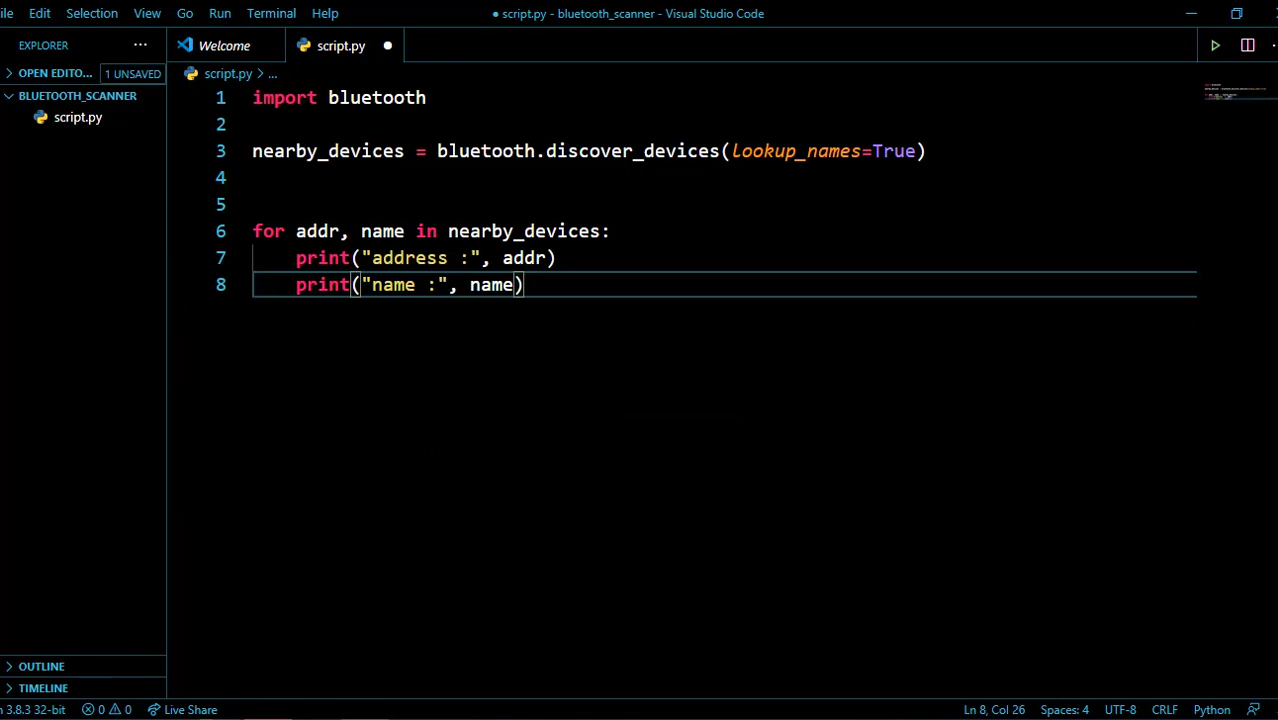 ile Edit Selection View Go Run Terminal Help ● script.py - bluetooth_scanner - Visual Studio Code
EXPLORER ···
Welcome
script.py ●
OPEN EDITO... 1 UNSAVED
script.py > ...
BLUETOOTH_SCANNER
script.py
1 import bluetooth
2
3 nearby_devices = bluetooth.discover_devices(lookup_names=True)
4
5
6 for addr, name in nearby_devices:
7 print("address :", addr)
8 print("name :", name)
OUTLINE
TIMELINE
n 3.8.3 32-bit 0 0 Live Share Ln 8, Col 26 Spaces: 4 UTF-8 CRLF Python